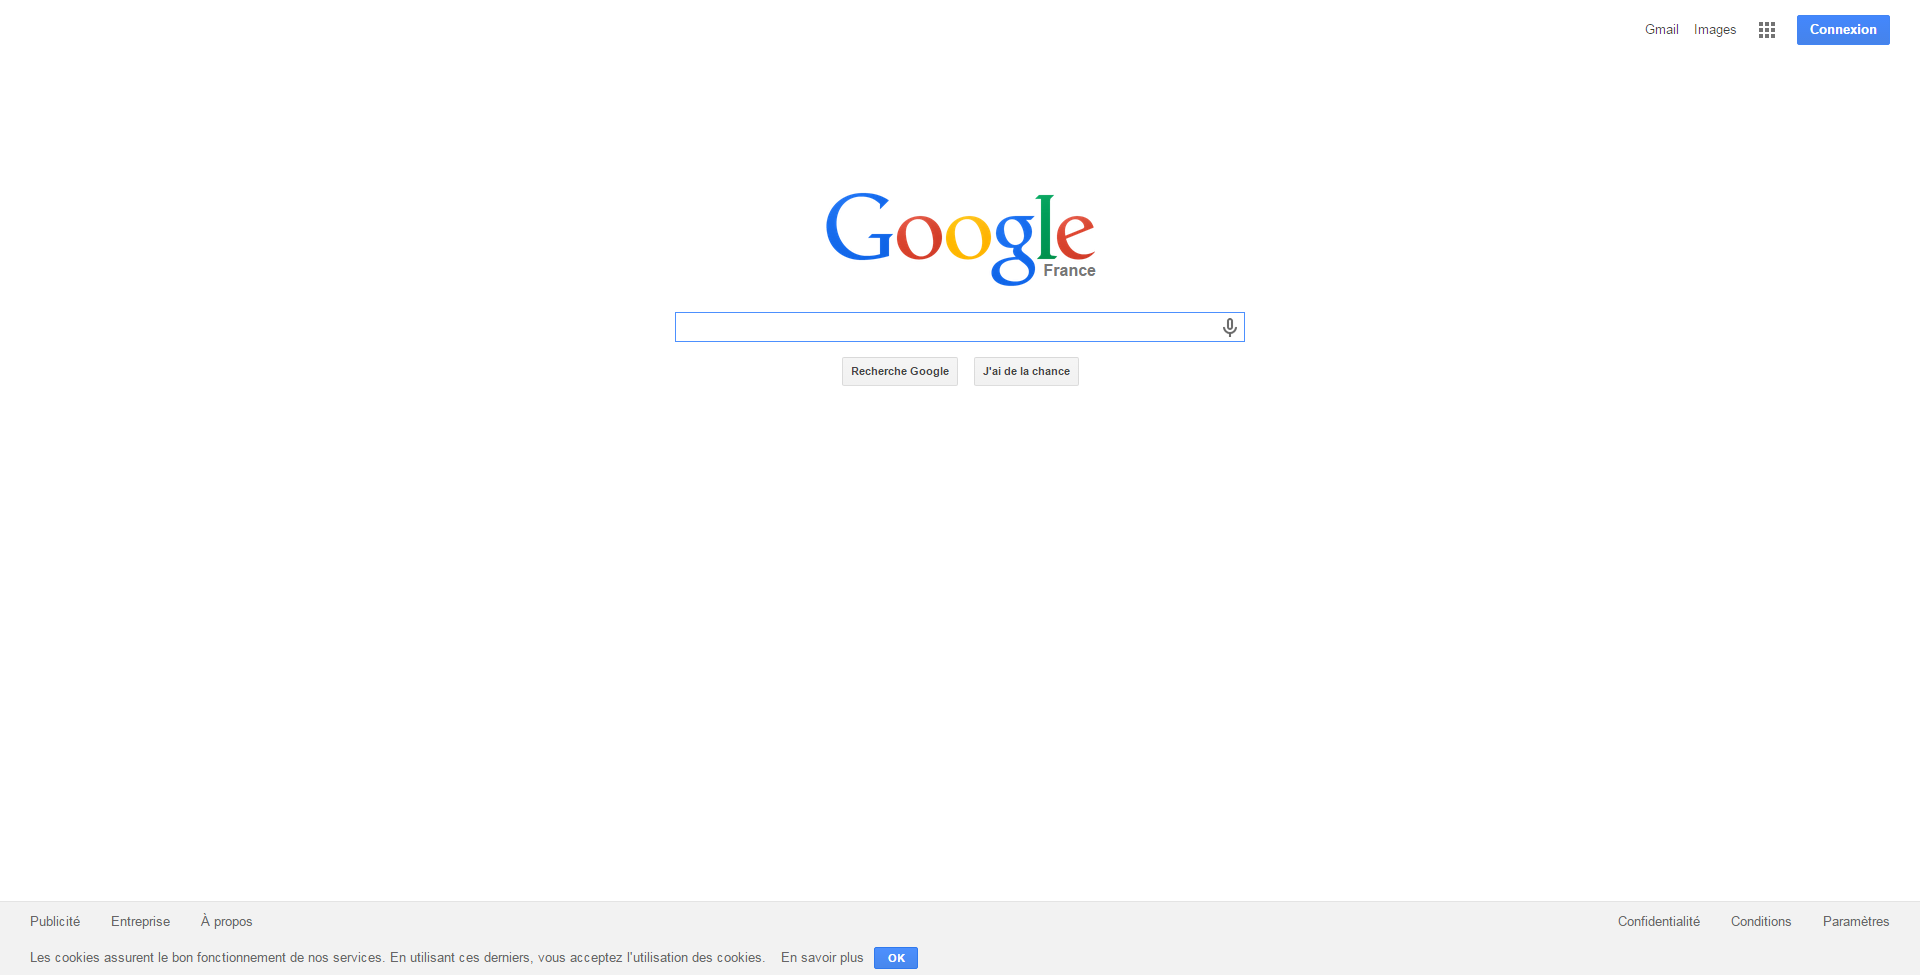 Gmail Images Connexion
Google
France
Recherche Google J'ai de la chance
Publicité Entreprise À propos Confidentialité Conditions Paramètres
Les cookies assurent le bon fonctionnement de nos services. En utilisant ces derniers, vous acceptez l'utilisation des cookies. En savoir plus OK